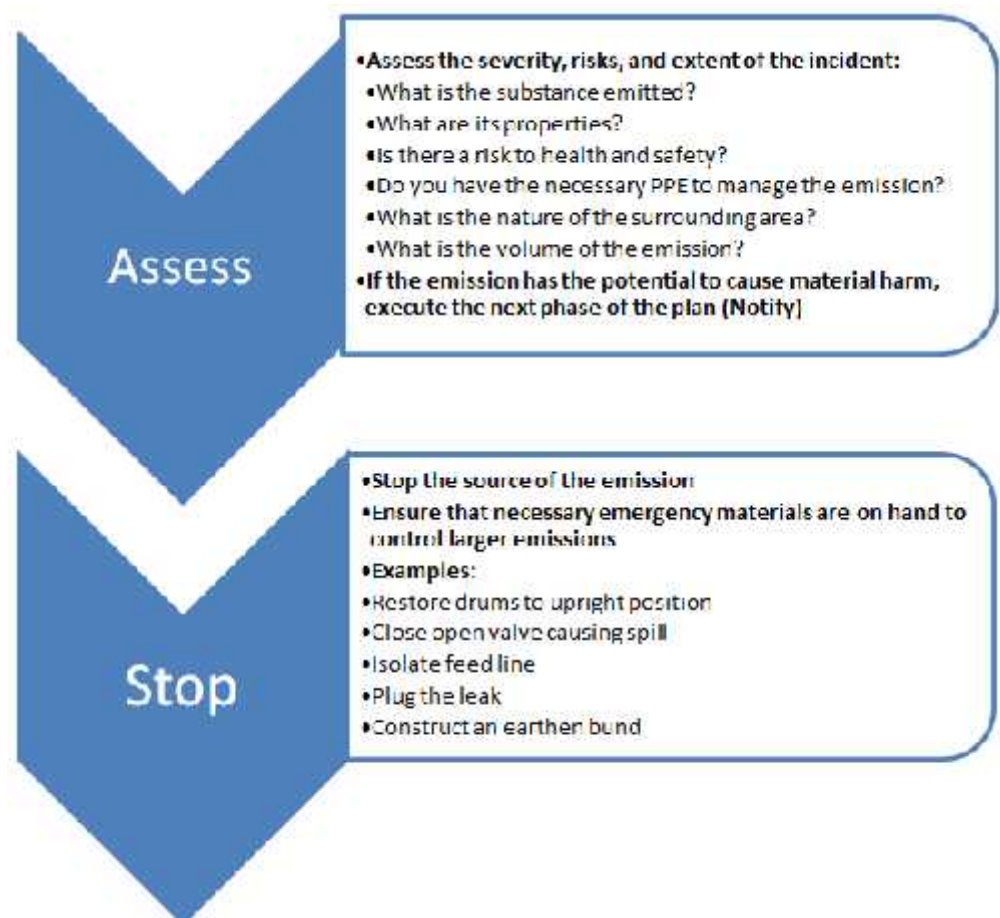 Assess
•Assess the severity, risks, and extent of the incident:
•What is the substance emitted?
•What are its properties?
•Is there a risk to health and safety?
•Do you have the necessary PPE to manage the emission?
•What is the nature of the surrounding area?
•What is the volume of the emission?
•If the emission has the potential to cause material harm,
execute the next phase of the plan (Notify)
Stop
•Stop the source of the emission
•Ensure that necessary emergency materials are on hand to
control larger emissions
•Examples:
•Restore drums to upright position
•Close open valve causing spill
•Isolate feed line
•Plug the leak
•Construct an earthen bund